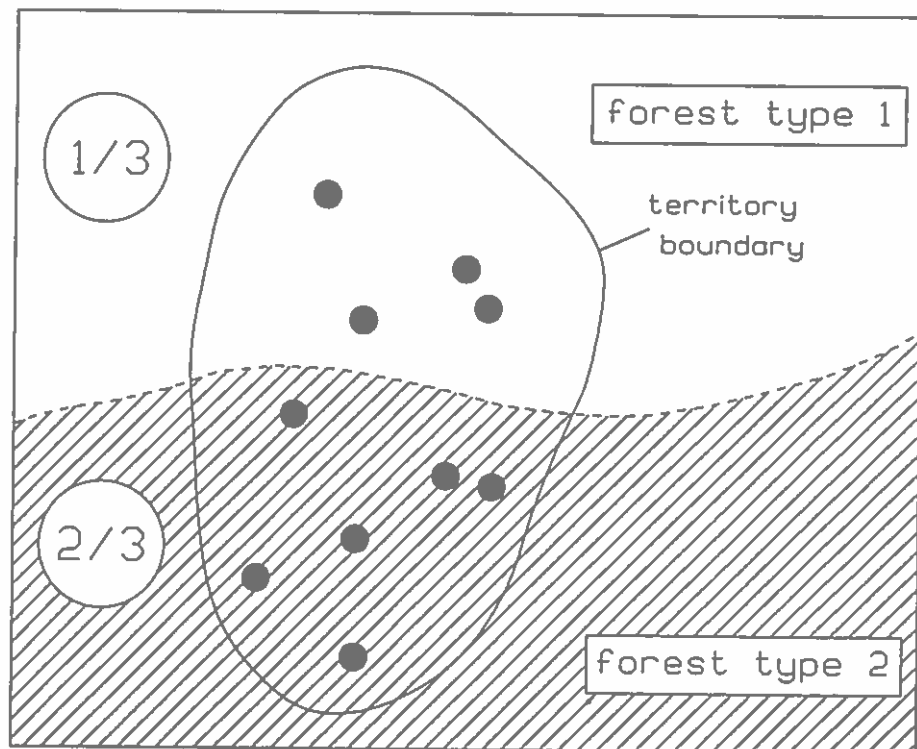 forest type 1
1/3
territory
boundary
2/3
forest type 2